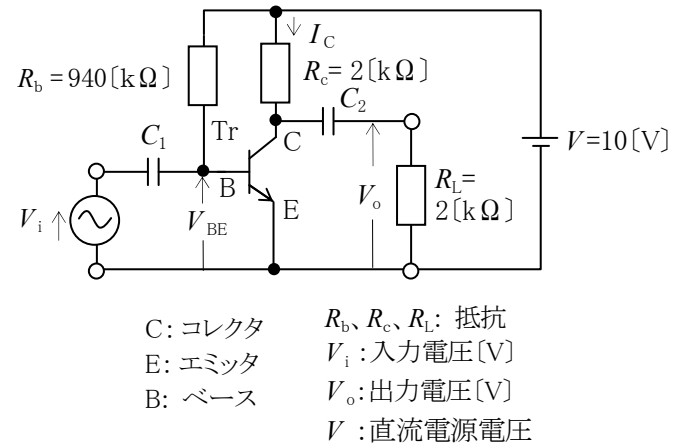 I_C
R_b = 940〔kΩ〕
R_c= 2〔kΩ〕
C_2
Tr
C
C_1
V=10〔V〕
B
E
R_L=
2〔kΩ〕
V_i
V_BE
V_o
C: コレクタ
E: エミッタ
B: ベース
R_b、R_c、R_L: 抵抗
V_i:入力電圧〔V〕
V_o:出力電圧〔V〕
V :直流電源電圧